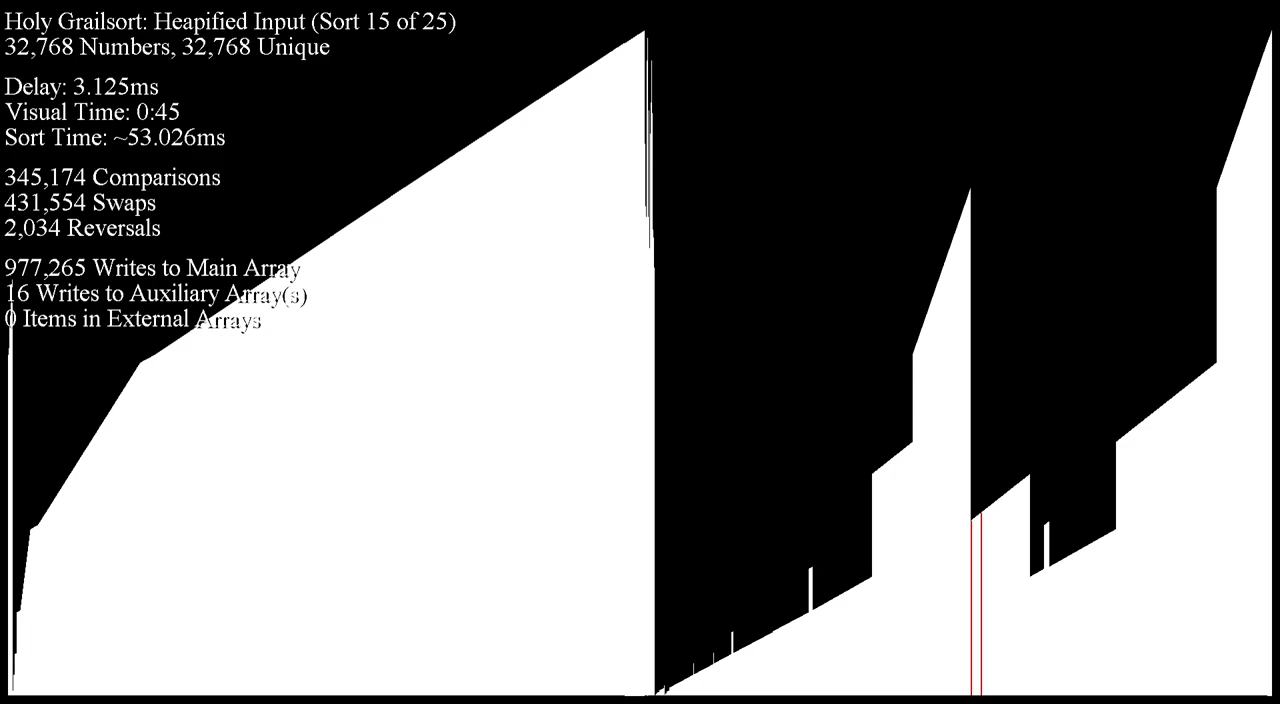 Holy Grailsort: Heapified Input (Sort 15 of 25)
32,768 Numbers, 32,768 Unique
Delay: 3.125ms
Visual Time: 0:45
Sort Time: ~53.026ms
345,174 Comparisons
431,554 Swaps
2,034 Reversals
977,265 Writes to Main Array
16 Writes to Auxiliary Array(s)
0 Items in External Arrays